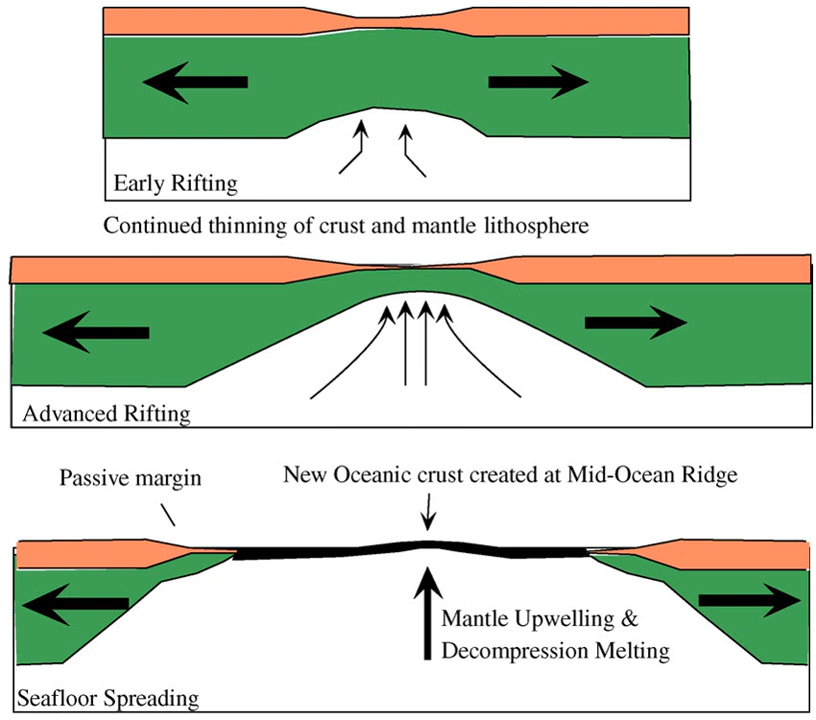 Early Rifting
Continued thinning of crust and mantle lithosphere
Advanced Rifting
Passive margin
New Oceanic crust created at Mid-Ocean Ridge
Mantle Upwelling &
Decompression Melting
Seafloor Spreading